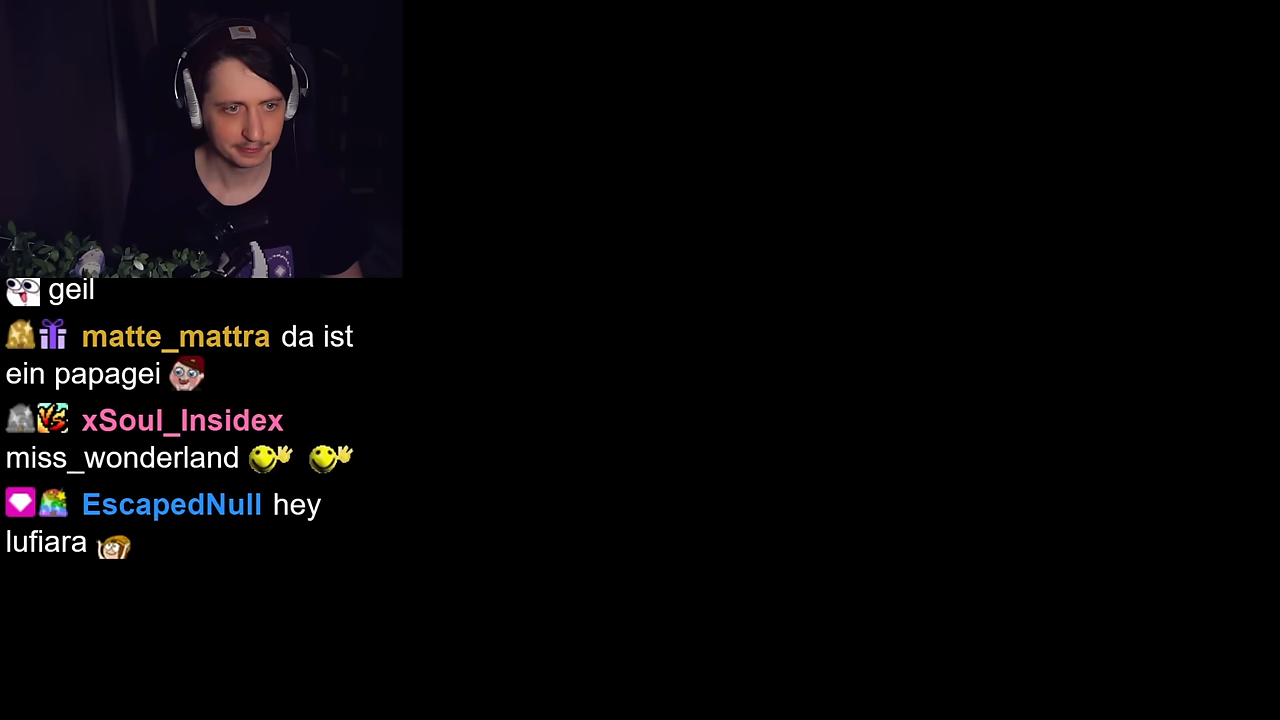 geil
matte_mattra da ist
ein papagei
xSoul_Insidex
miss_wonderland
EscapedNull hey
lufiara